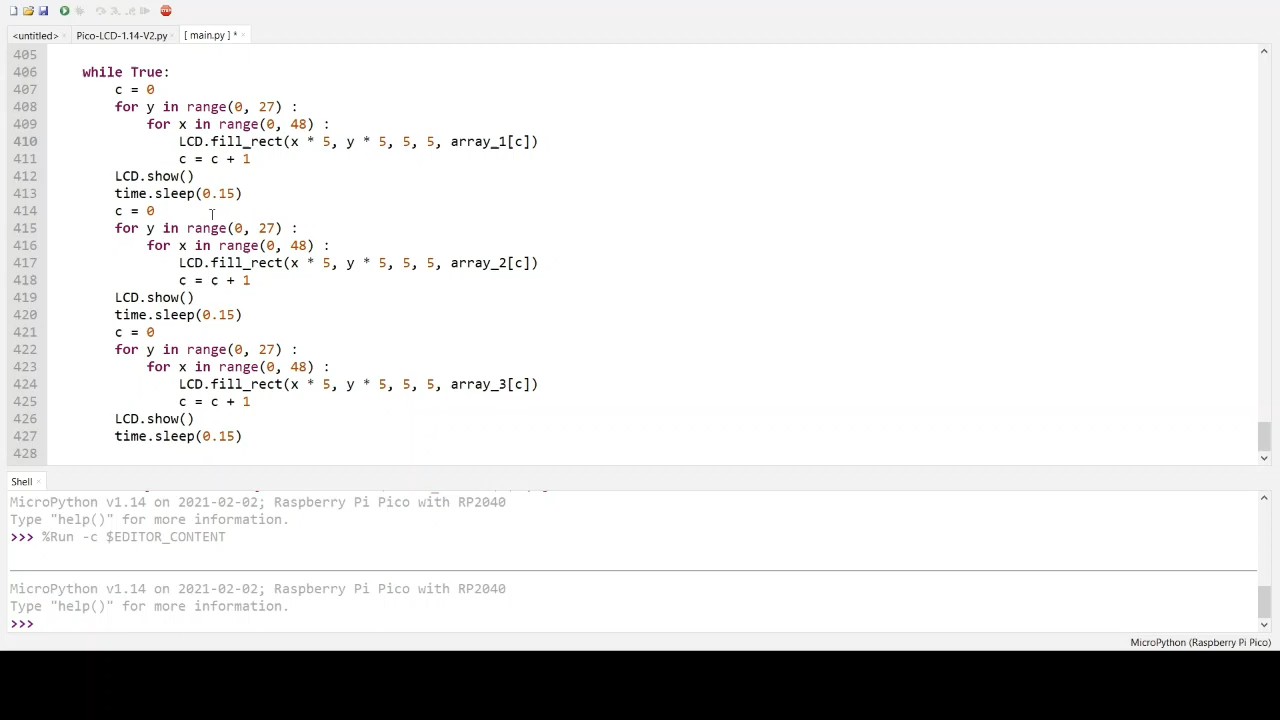 STOP
<untitled> × Pico-LCD-1.14-V2.py × [ main.py ] * ×
405
406 while True:
407 c = 0
408 for y in range(0, 27) :
409 for x in range(0, 48) :
410 LCD.fill_rect(x * 5, y * 5, 5, 5, array_1[c])
411 c = c + 1
412 LCD.show()
413 time.sleep(0.15)
414 c = 0
415 for y in range(0, 27) :
416 for x in range(0, 48) :
417 LCD.fill_rect(x * 5, y * 5, 5, 5, array_2[c])
418 c = c + 1
419 LCD.show()
420 time.sleep(0.15)
421 c = 0
422 for y in range(0, 27) :
423 for x in range(0, 48) :
424 LCD.fill_rect(x * 5, y * 5, 5, 5, array_3[c])
425 c = c + 1
426 LCD.show()
427 time.sleep(0.15)
428
Shell ×
MicroPython v1.14 on 2021-02-02; Raspberry Pi Pico with RP2040
Type "help()" for more information.
>>> %Run -c $EDITOR_CONTENT
MicroPython v1.14 on 2021-02-02; Raspberry Pi Pico with RP2040
Type "help()" for more information.
>>>
MicroPython (Raspberry Pi Pico)